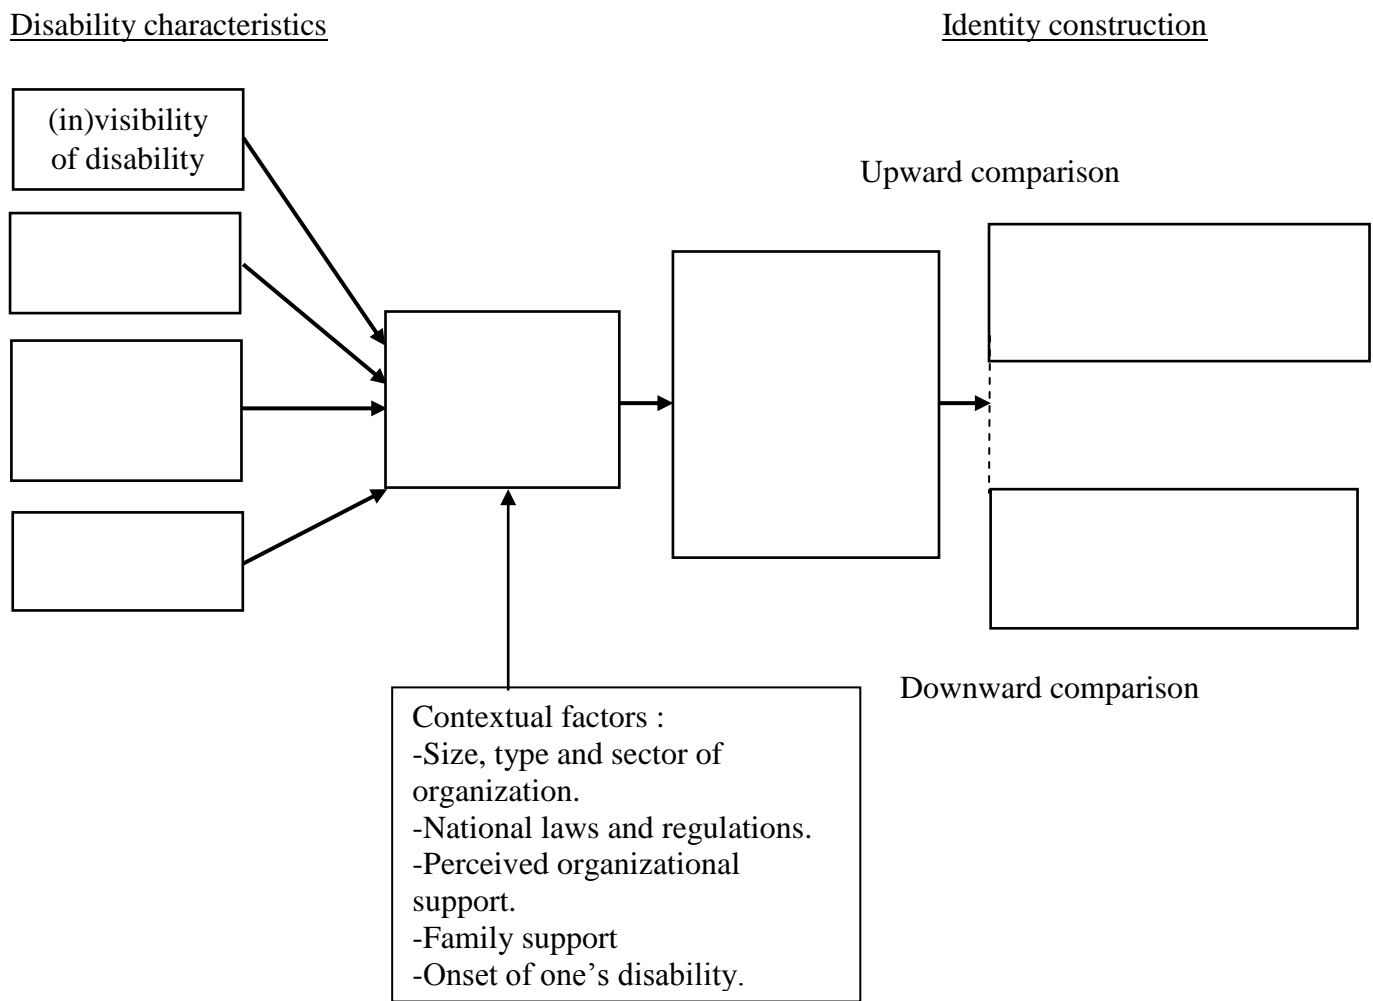 Disability characteristics
Identity construction
(in)visibility
of disability
Upward comparison
Downward comparison
Contextual factors :
-Size, type and sector of
organization.
-National laws and regulations.
-Perceived organizational
support.
-Family support
-Onset of one’s disability.